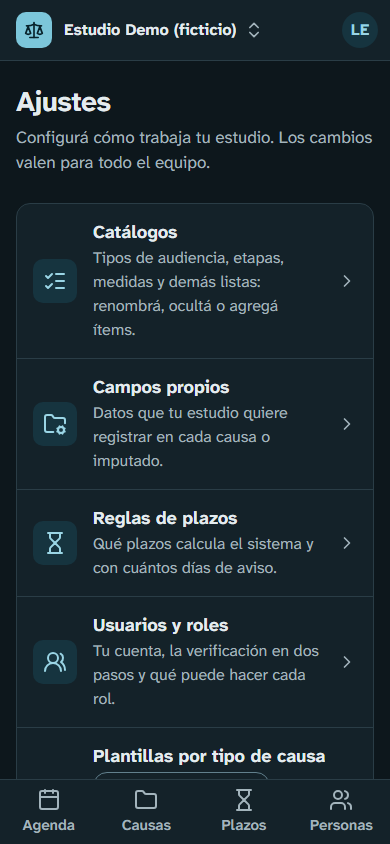 Estudio Demo (ficticio)
LE
Ajustes
Configurá cómo trabaja tu estudio. Los cambios
valen para todo el equipo.
Catálogos
Tipos de audiencia, etapas,
medidas y demás listas:
renombrá, ocultá o agregá
ítems.
Campos propios
Datos que tu estudio quiere
registrar en cada causa o
imputado.
Reglas de plazos
Qué plazos calcula el sistema y
con cuántos días de aviso.
Usuarios y roles
Tu cuenta, la verificación en dos
pasos y qué puede hacer cada
rol.
Plantillas por tipo de causa
Agenda
Causas
Plazos
Personas